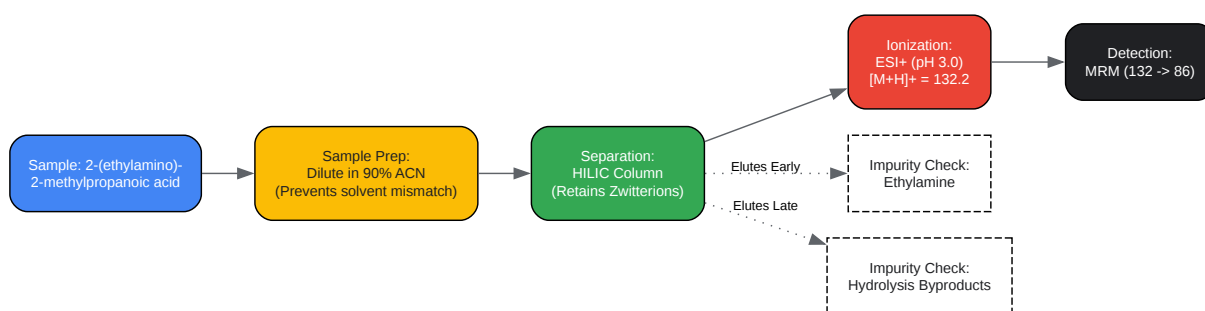 Sample: 2-(ethylamino)-
2-methylpropanoic acid
Sample Prep:
Dilute in 90% ACN
(Prevents solvent mismatch)
Separation:
HILIC Column
(Retains Zwitterions)
Ionization:
ESI+ (pH 3.0)
[M+H]+ = 132.2
Detection:
MRM (132 -> 86)
Elutes Early
Impurity Check:
Ethylamine
Elutes Late
Impurity Check:
Hydrolysis Byproducts